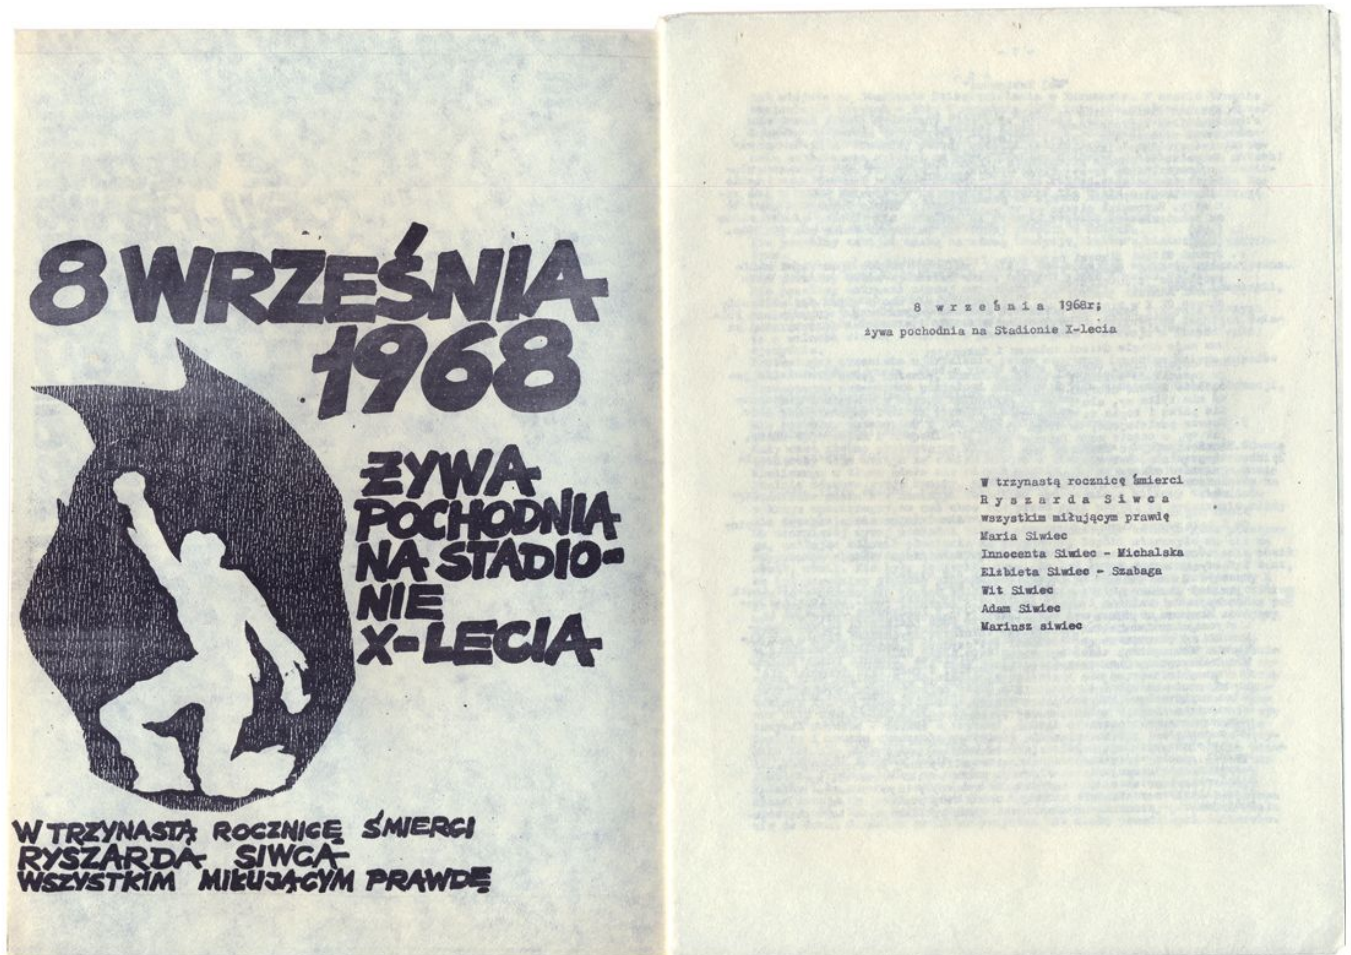 8 WRZEŚNIA
1968
ŻYWA
POCHODNIA
NA STADIO-
NIE
X-LECIA
W TRZYNASTĄ ROCZNICĘ ŚMIERCI
RYSZARDA SIWCA
WSZYSTKIM MIŁUJĄCYM PRAWDĘ
8 w r z e ś n i a 1968r;
żywa pochodnia na Stadionie X-lecia
W trzynastą rocznicę śmierci
R y s z a r d a S i w c a
wszystkim miłującym prawdę
Maria Siwiec
Innocenta Siwiec - Michalska
Elżbieta Siwiec - Szabaga
Wit Siwiec
Adam Siwiec
Mariusz siwiec